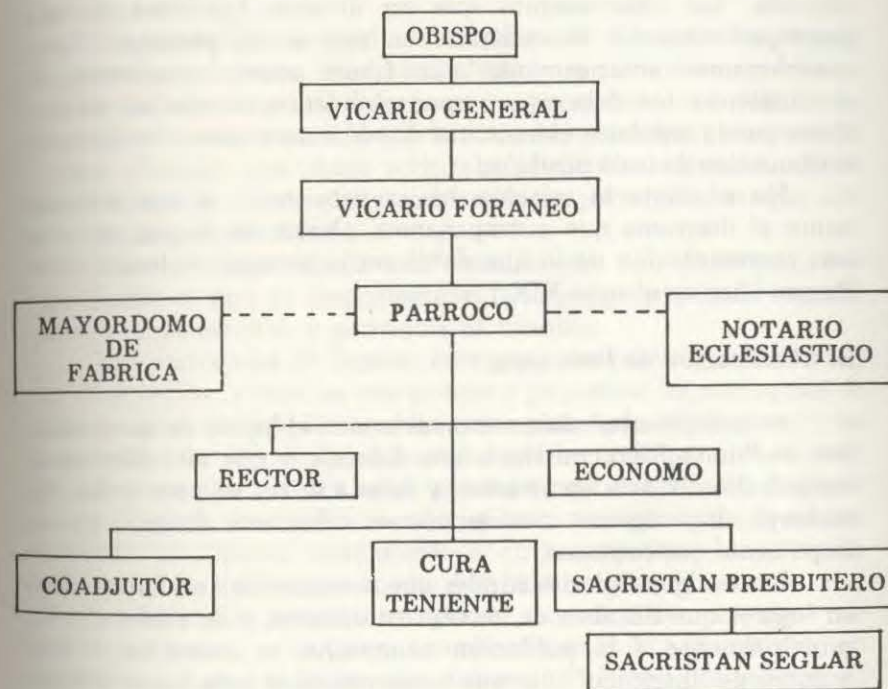 OBISPO
VICARIO GENERAL
VICARIO FORANEO
MAYORDOMO
DE
FABRICA
PARROCO
NOTARIO
ECLESIASTICO
RECTOR
ECONOMO
COADJUTOR
CURA
TENIENTE
SACRISTAN PRESBITERO
SACRISTAN SEGLAR